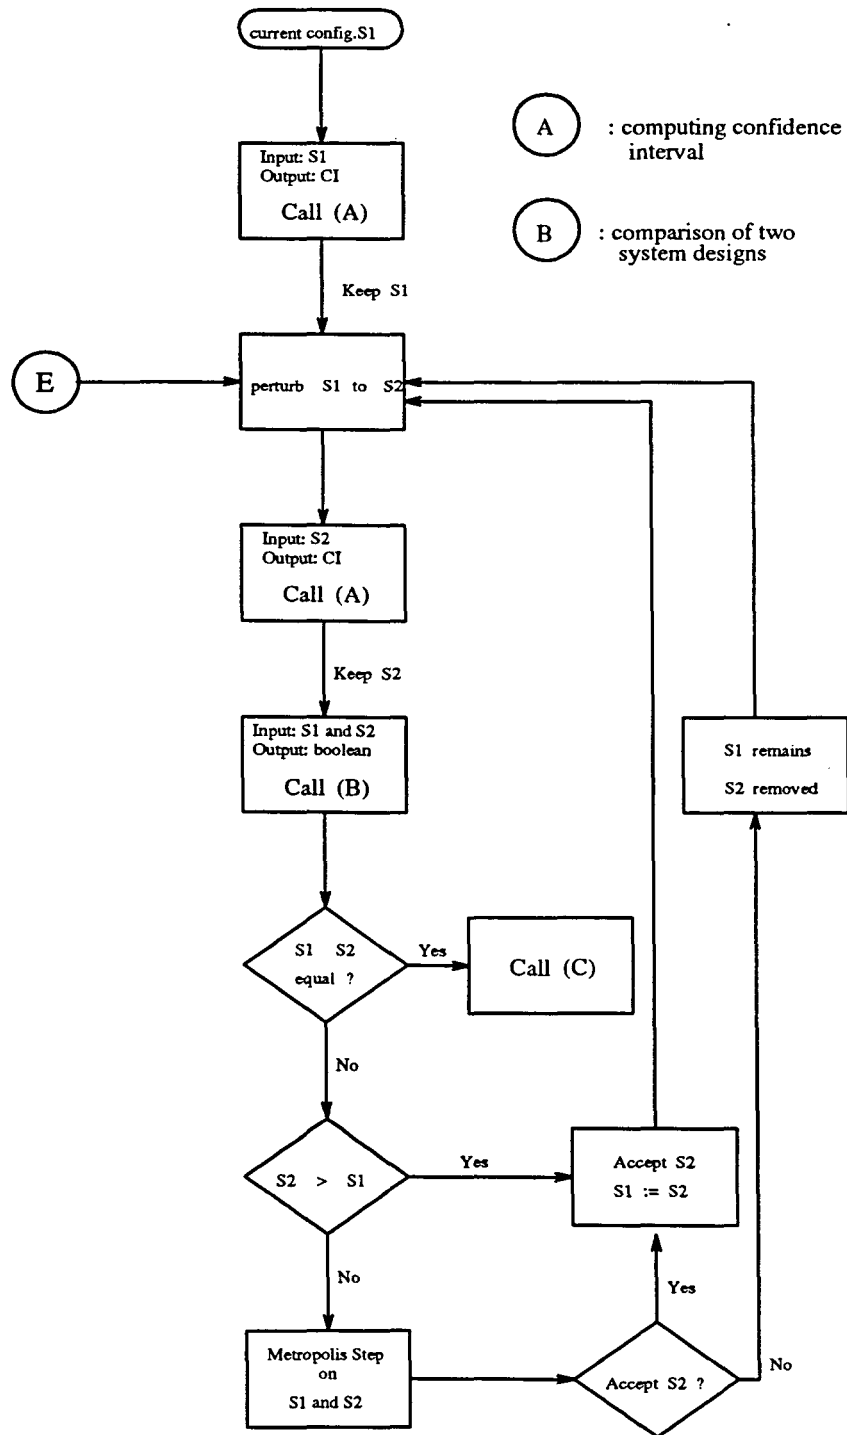 current config.S1
A
: computing confidence
interval
Input: S1
Output: CI
Call (A)
B
: comparison of two
system designs
Keep S1
E
perturb S1 to S2
Input: S2
Output: CI
Call (A)
Keep S2
Input: S1 and S2
Output: boolean
Call (B)
S1 remains
S2 removed
S1 S2
equal ?
Yes
Call (C)
No
S2 > S1
Yes
Accept S2
S1 := S2
No
Yes
Metropolis Step
on
S1 and S2
Accept S2 ?
No